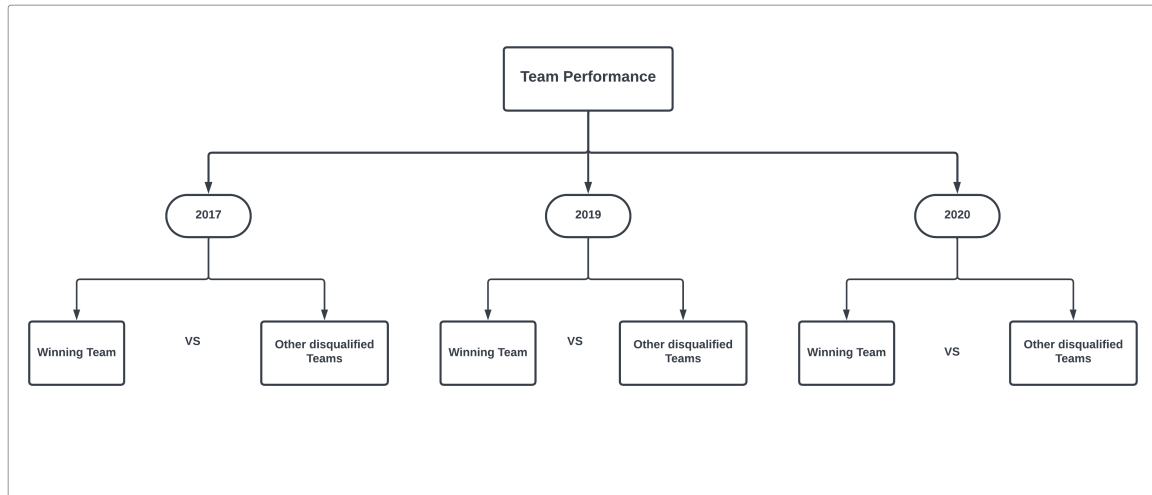 Team Performance
2017
2019
2020
Winning Team
VS
Other disqualified
Teams
Winning Team
VS
Other disqualified
Teams
Winning Team
VS
Other disqualified
Teams